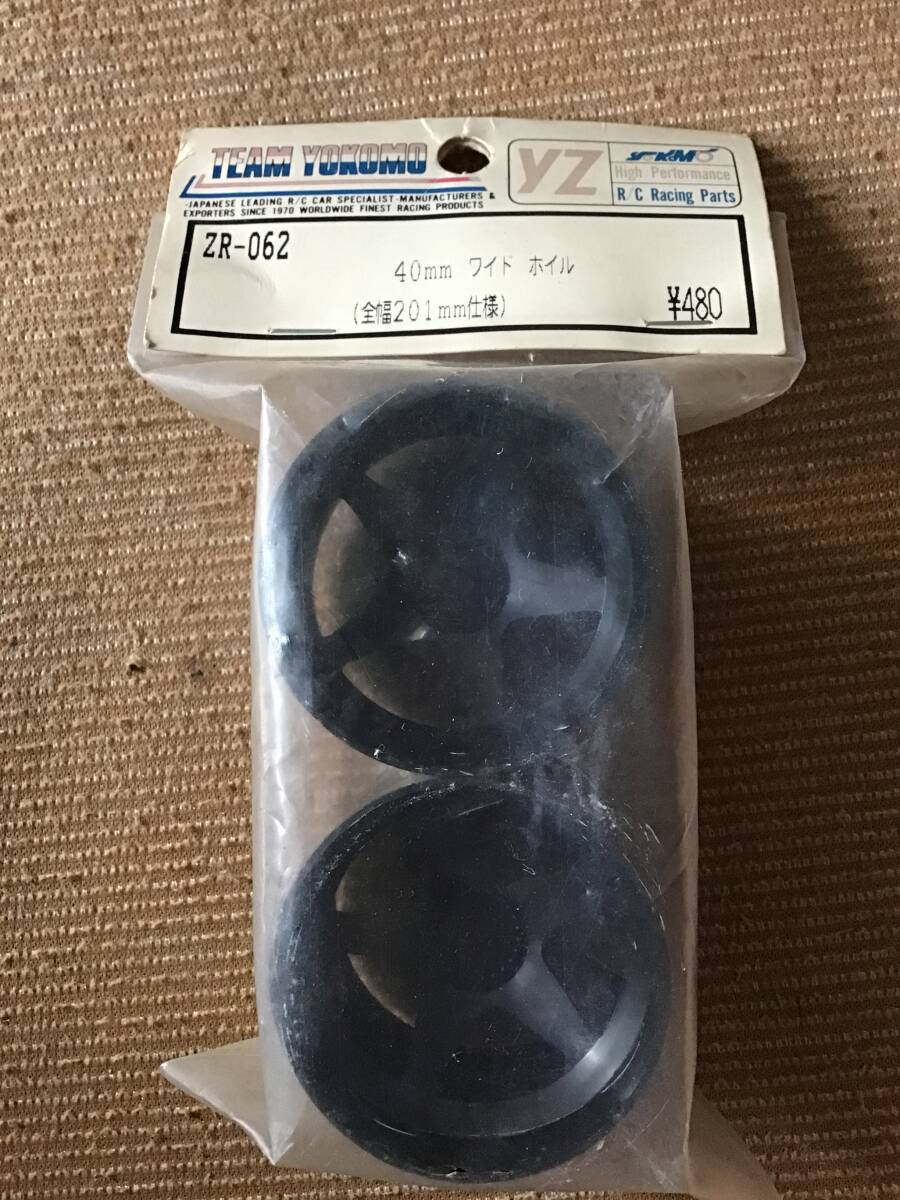 TEAM YOKOMO
-JAPANESE LEADING R/C CAR SPECIALIST-MANUFACTURERS &
EXPORTERS SINCE 1970 WORLDWIDE FINEST RACING PRODUCTS
YZ
YOKOMO
High Performance
R/C Racing Parts
ZR-062
40mm ワイド ホイル
(全幅201mm仕様)
¥480